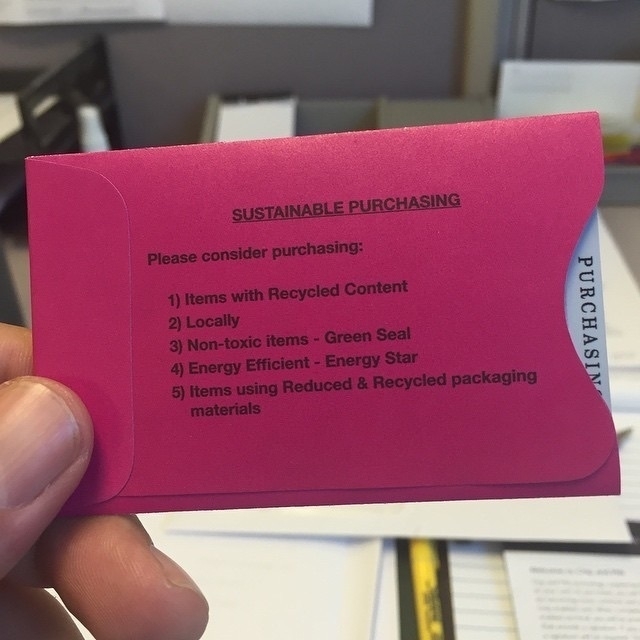 SUSTAINABLE PURCHASING
Please consider purchasing:
1) Items with Recycled Content
2) Locally
3) Non-toxic items - Green Seal
4) Energy Efficient - Energy Star
5) Items using Reduced & Recycled packaging
materials
PURCHASING